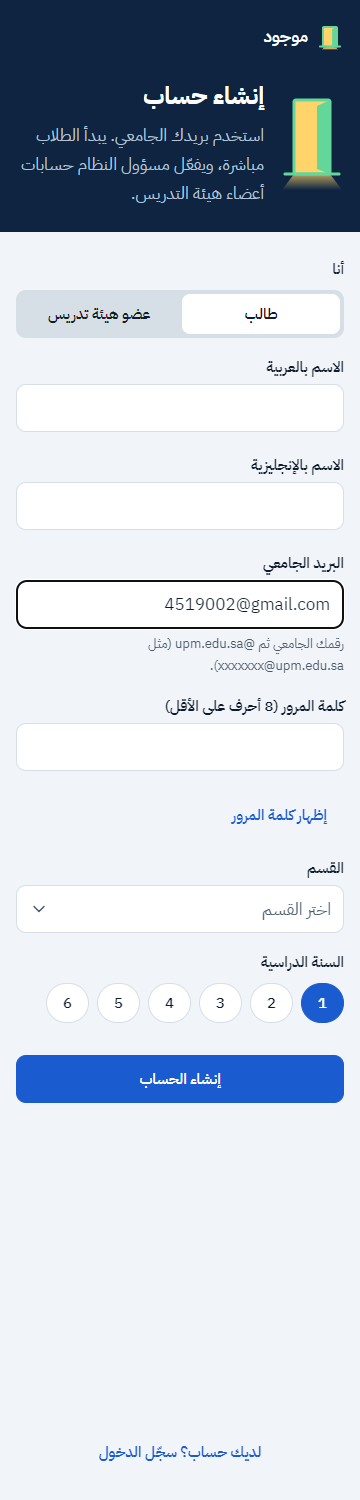 موجود
إنشاء حساب
استخدم بريدك الجامعي. يبدأ الطلاب
مباشرة، ويفعّل مسؤول النظام حسابات
أعضاء هيئة التدريس.
أنا
طالب
عضو هيئة تدريس
الاسم بالعربية
الاسم بالإنجليزية
البريد الجامعي
4519002@gmail.com
رقمك الجامعي ثم @upm.edu.sa (مثل
xxxxxxx@upm.edu.sa).
كلمة المرور (8 أحرف على الأقل)
إظهار كلمة المرور
القسم
اختر القسم
السنة الدراسية
1 2 3 4 5 6
إنشاء الحساب
لديك حساب؟ سجّل الدخول